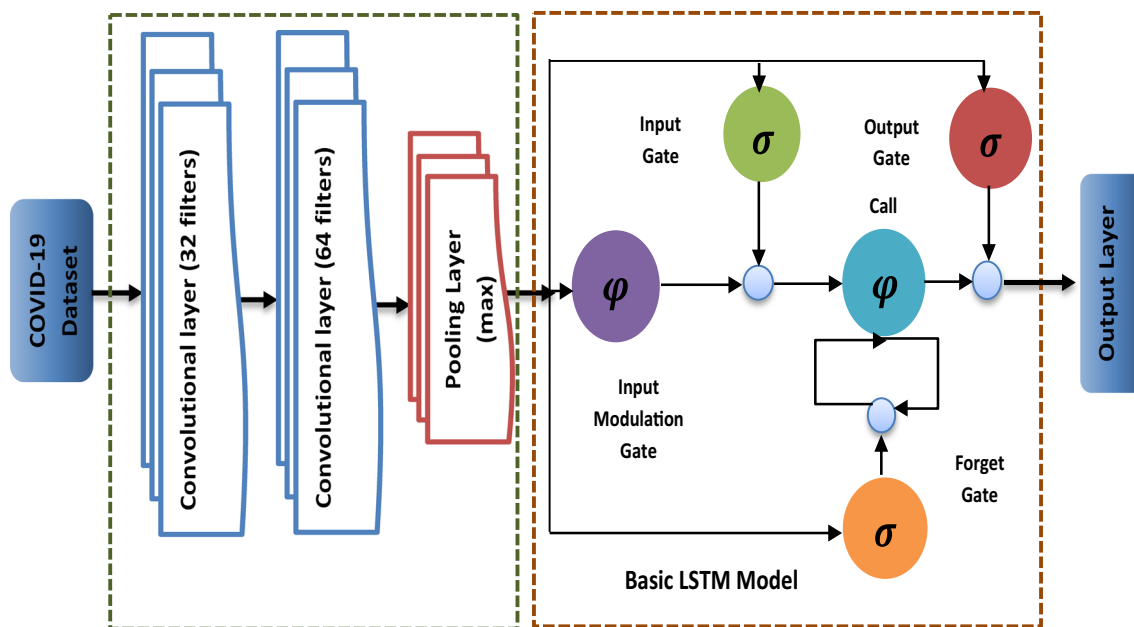 COVID-19
Dataset
Convolutional layer (32 filters)
Convolutional layer (64 filters)
Pooling Layer
(max)
Input
Gate
σ
Output
Gate
σ
Call
φ
φ
Input
Modulation
Gate
Forget
Gate
σ
Basic LSTM Model
Output Layer